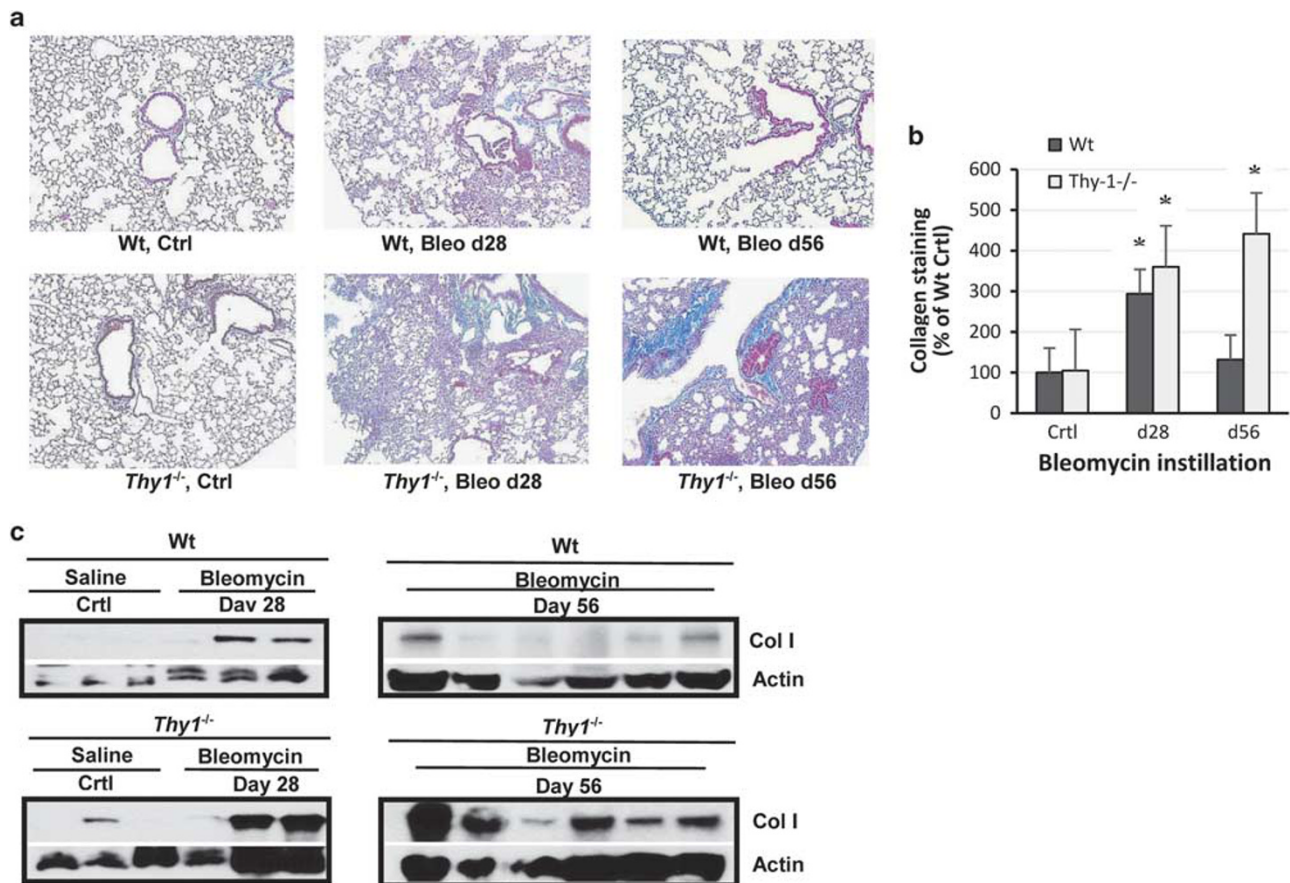 a
Wt, Ctrl
Wt, Bleo d28
Wt, Bleo d56
Thy1-/-, Ctrl
Thy1-/-, Bleo d28
Thy1-/-, Bleo d56
b
Wt
Thy-1-/-
Collagen staining
(% of Wt Crtl)
600
500
400
300
200
100
0
*
*
*
Crtl
d28
d56
Bleomycin instillation
c
Wt
Saline
Bleomycin
Crtl
Dav 28
Wt
Bleomycin
Day 56
Col I
Actin
Thy1-/-
Saline
Bleomycin
Crtl
Day 28
Thy1-/-
Bleomycin
Day 56
Col I
Actin